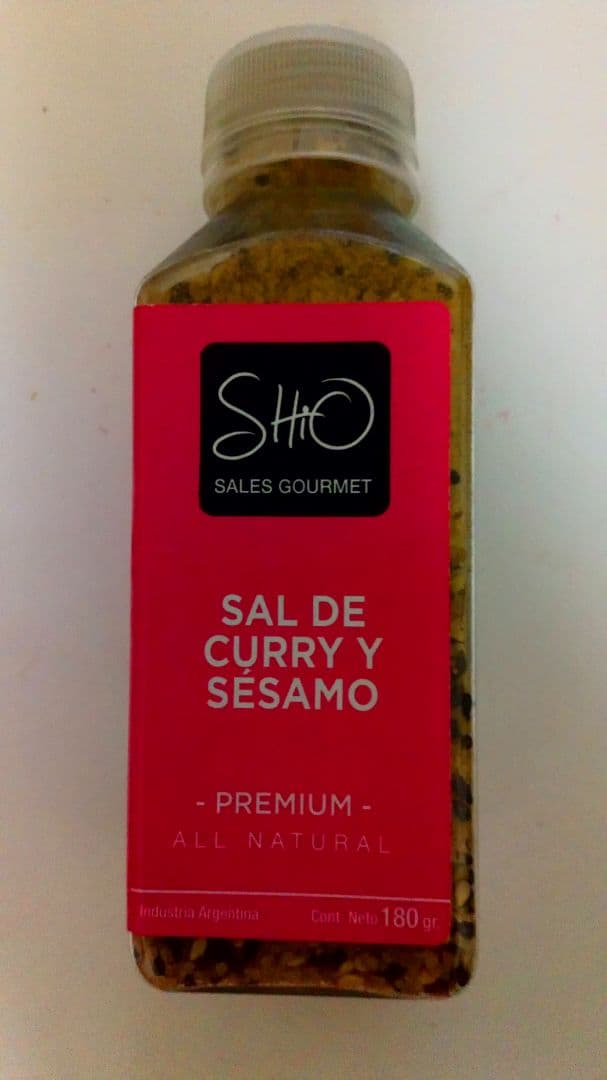 SHiO
SALES GOURMET
SAL DE
CURRY Y
SÉSAMO
- PREMIUM -
ALL NATURAL
Industria Argentina Cont. Neto 180 gr.